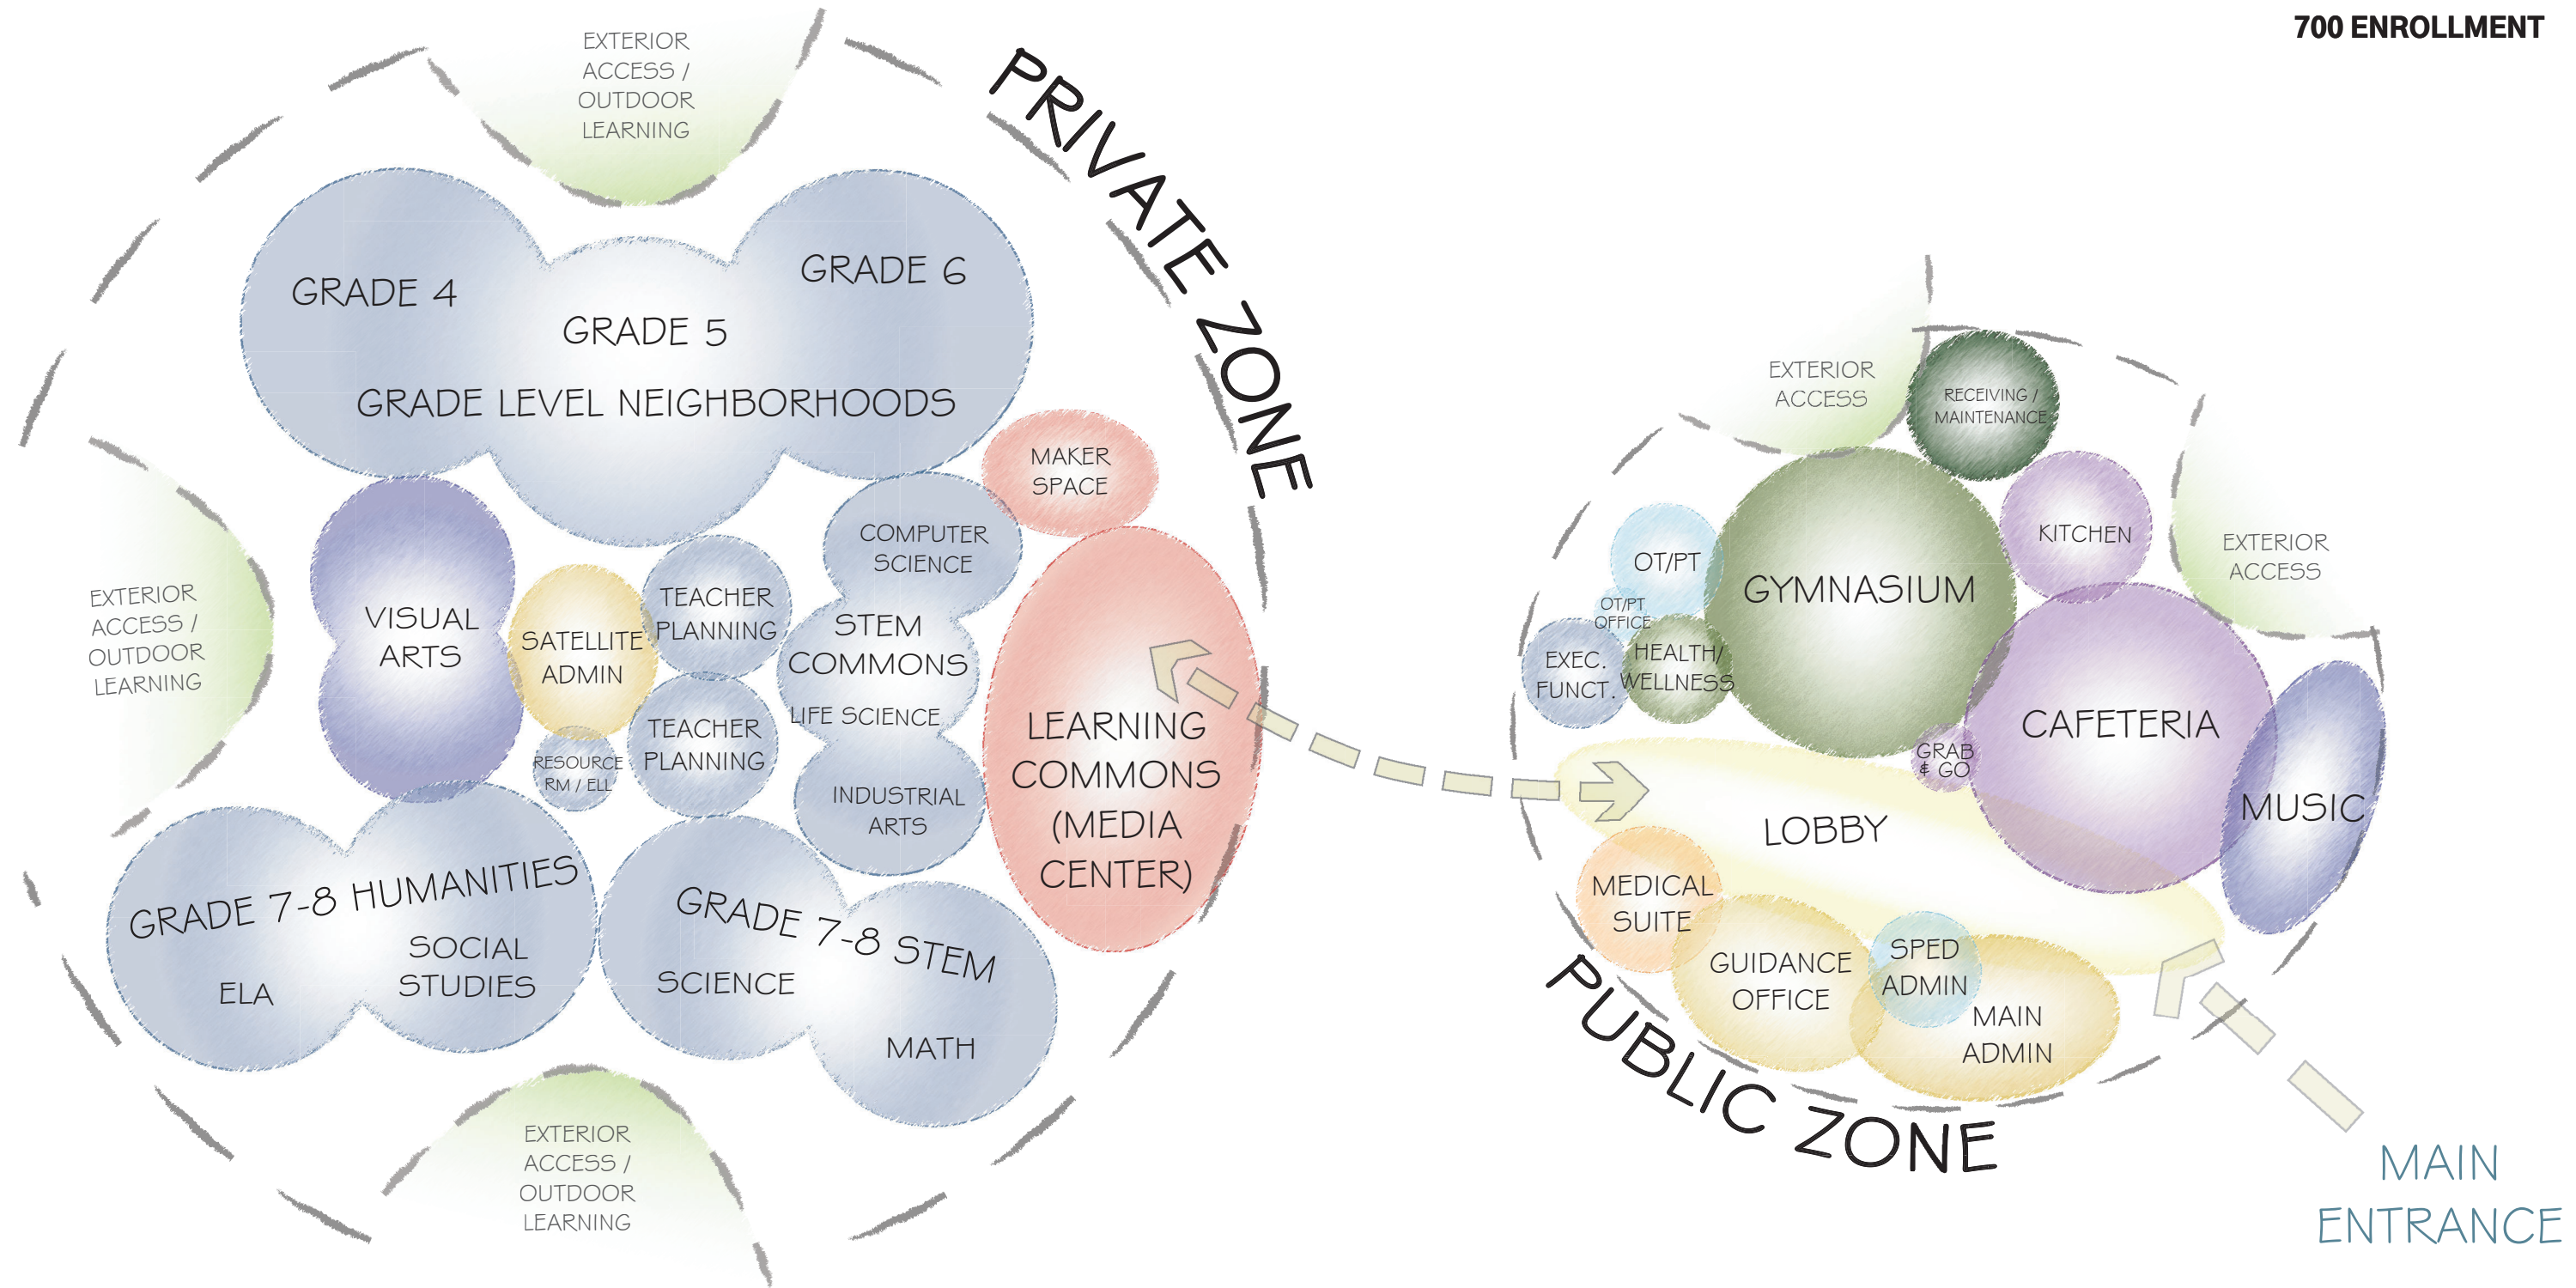 700 ENROLLMENT
EXTERIOR
ACCESS /
OUTDOOR
LEARNING
PRIVATE ZONE
GRADE 4
GRADE 5
GRADE 6
GRADE LEVEL NEIGHBORHOODS
MAKER
SPACE
COMPUTER
SCIENCE
EXTERIOR
ACCESS /
OUTDOOR
LEARNING
VISUAL
ARTS
SATELLITE
ADMIN
TEACHER
PLANNING
STEM
COMMONS
LIFE SCIENCE
RESOURCE
RM / ELL
TEACHER
PLANNING
INDUSTRIAL
ARTS
LEARNING
COMMONS
(MEDIA
CENTER)
GRADE 7-8 HUMANITIES
ELA
SOCIAL
STUDIES
GRADE 7-8 STEM
SCIENCE
MATH
EXTERIOR
ACCESS /
OUTDOOR
LEARNING
EXTERIOR
ACCESS
RECEIVING /
MAINTENANCE
KITCHEN
EXTERIOR
ACCESS
OT/PT
GYMNASIUM
OT/PT
OFFICE
EXEC.
FUNCT.
HEALTH/
WELLNESS
CAFETERIA
GRAB
& GO
MUSIC
LOBBY
MEDICAL
SUITE
GUIDANCE
OFFICE
SPED
ADMIN
MAIN
ADMIN
PUBLIC ZONE
MAIN
ENTRANCE